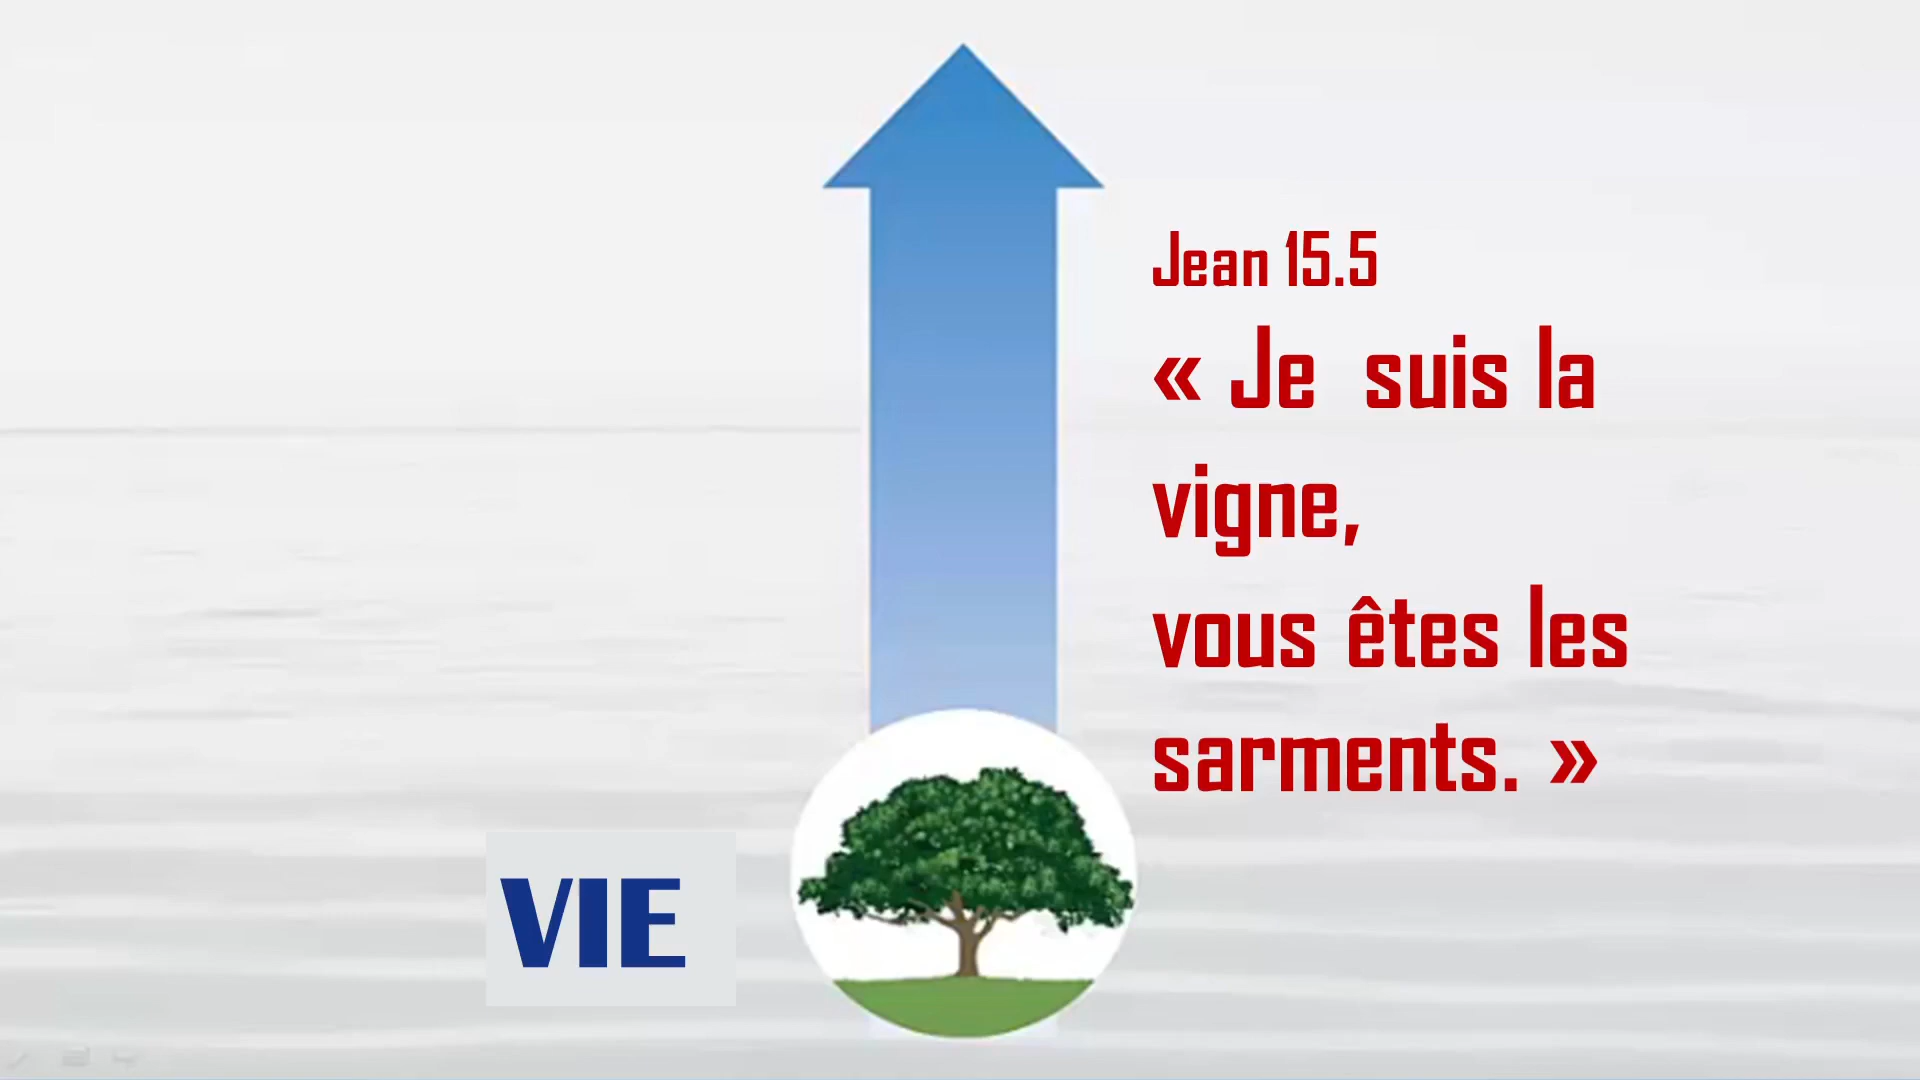 Jean 15.5
« Je  suis la
vigne,
vous êtes les
sarments. »
VIE